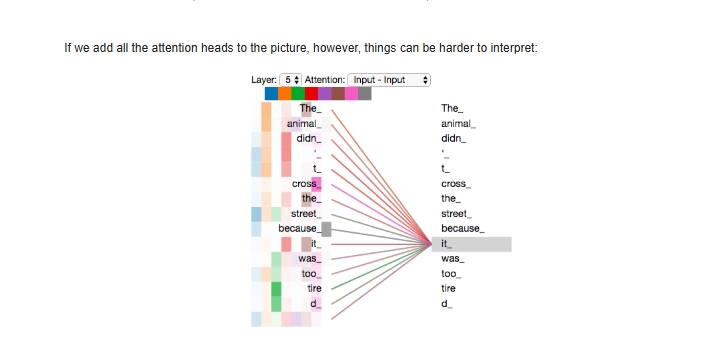 If we add all the attention heads to the picture, however, things can be harder to interpret:
Layer: 5 Attention: Input - Input
The_ The_
animal_ animal_
didn_ didn_
'_ '_
t_ t_
cross_ cross_
the_ the_
street_ street_
because_ because_
it_ it_
was_ was_
too_ too_
tire tire
d_ d_